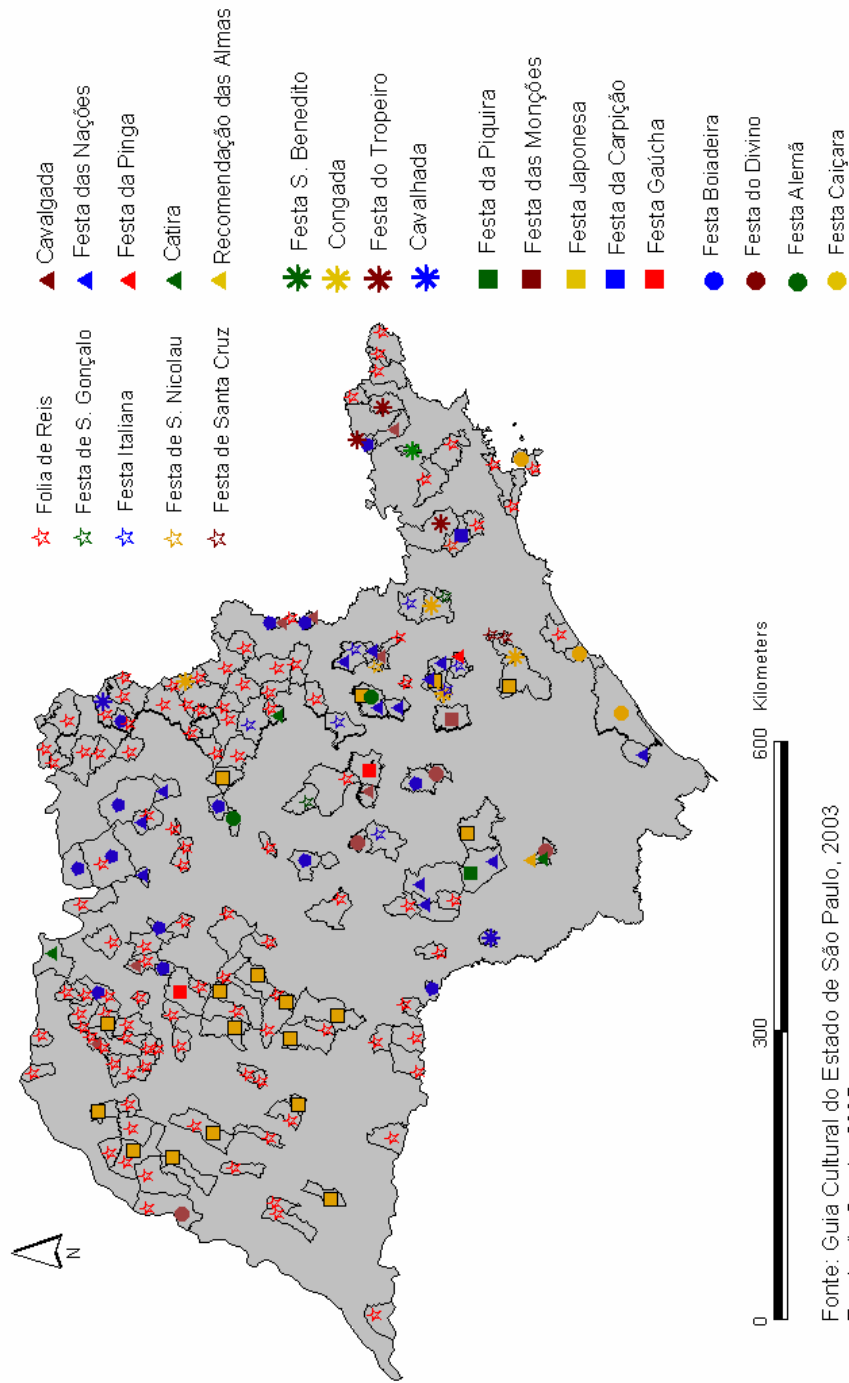 N
Folia de Reis
Festa de S. Gonçalo
Festa Italiana
Festa de S. Nicolau
Festa de Santa Cruz
Cavalgada
Festa das Nações
Festa da Pinga
Catira
Recomendação das Almas
Festa S. Benedito
Congada
Festa do Tropeiro
Cavalhada
Festa da Piquira
Festa das Monções
Festa Japonesa
Festa da Carpição
Festa Gaúcha
Festa Boiadeira
Festa do Divino
Festa Alemã
Festa Caiçara
0 300 600 Kilometers
Fonte: Guia Cultural do Estado de São Paulo, 2003